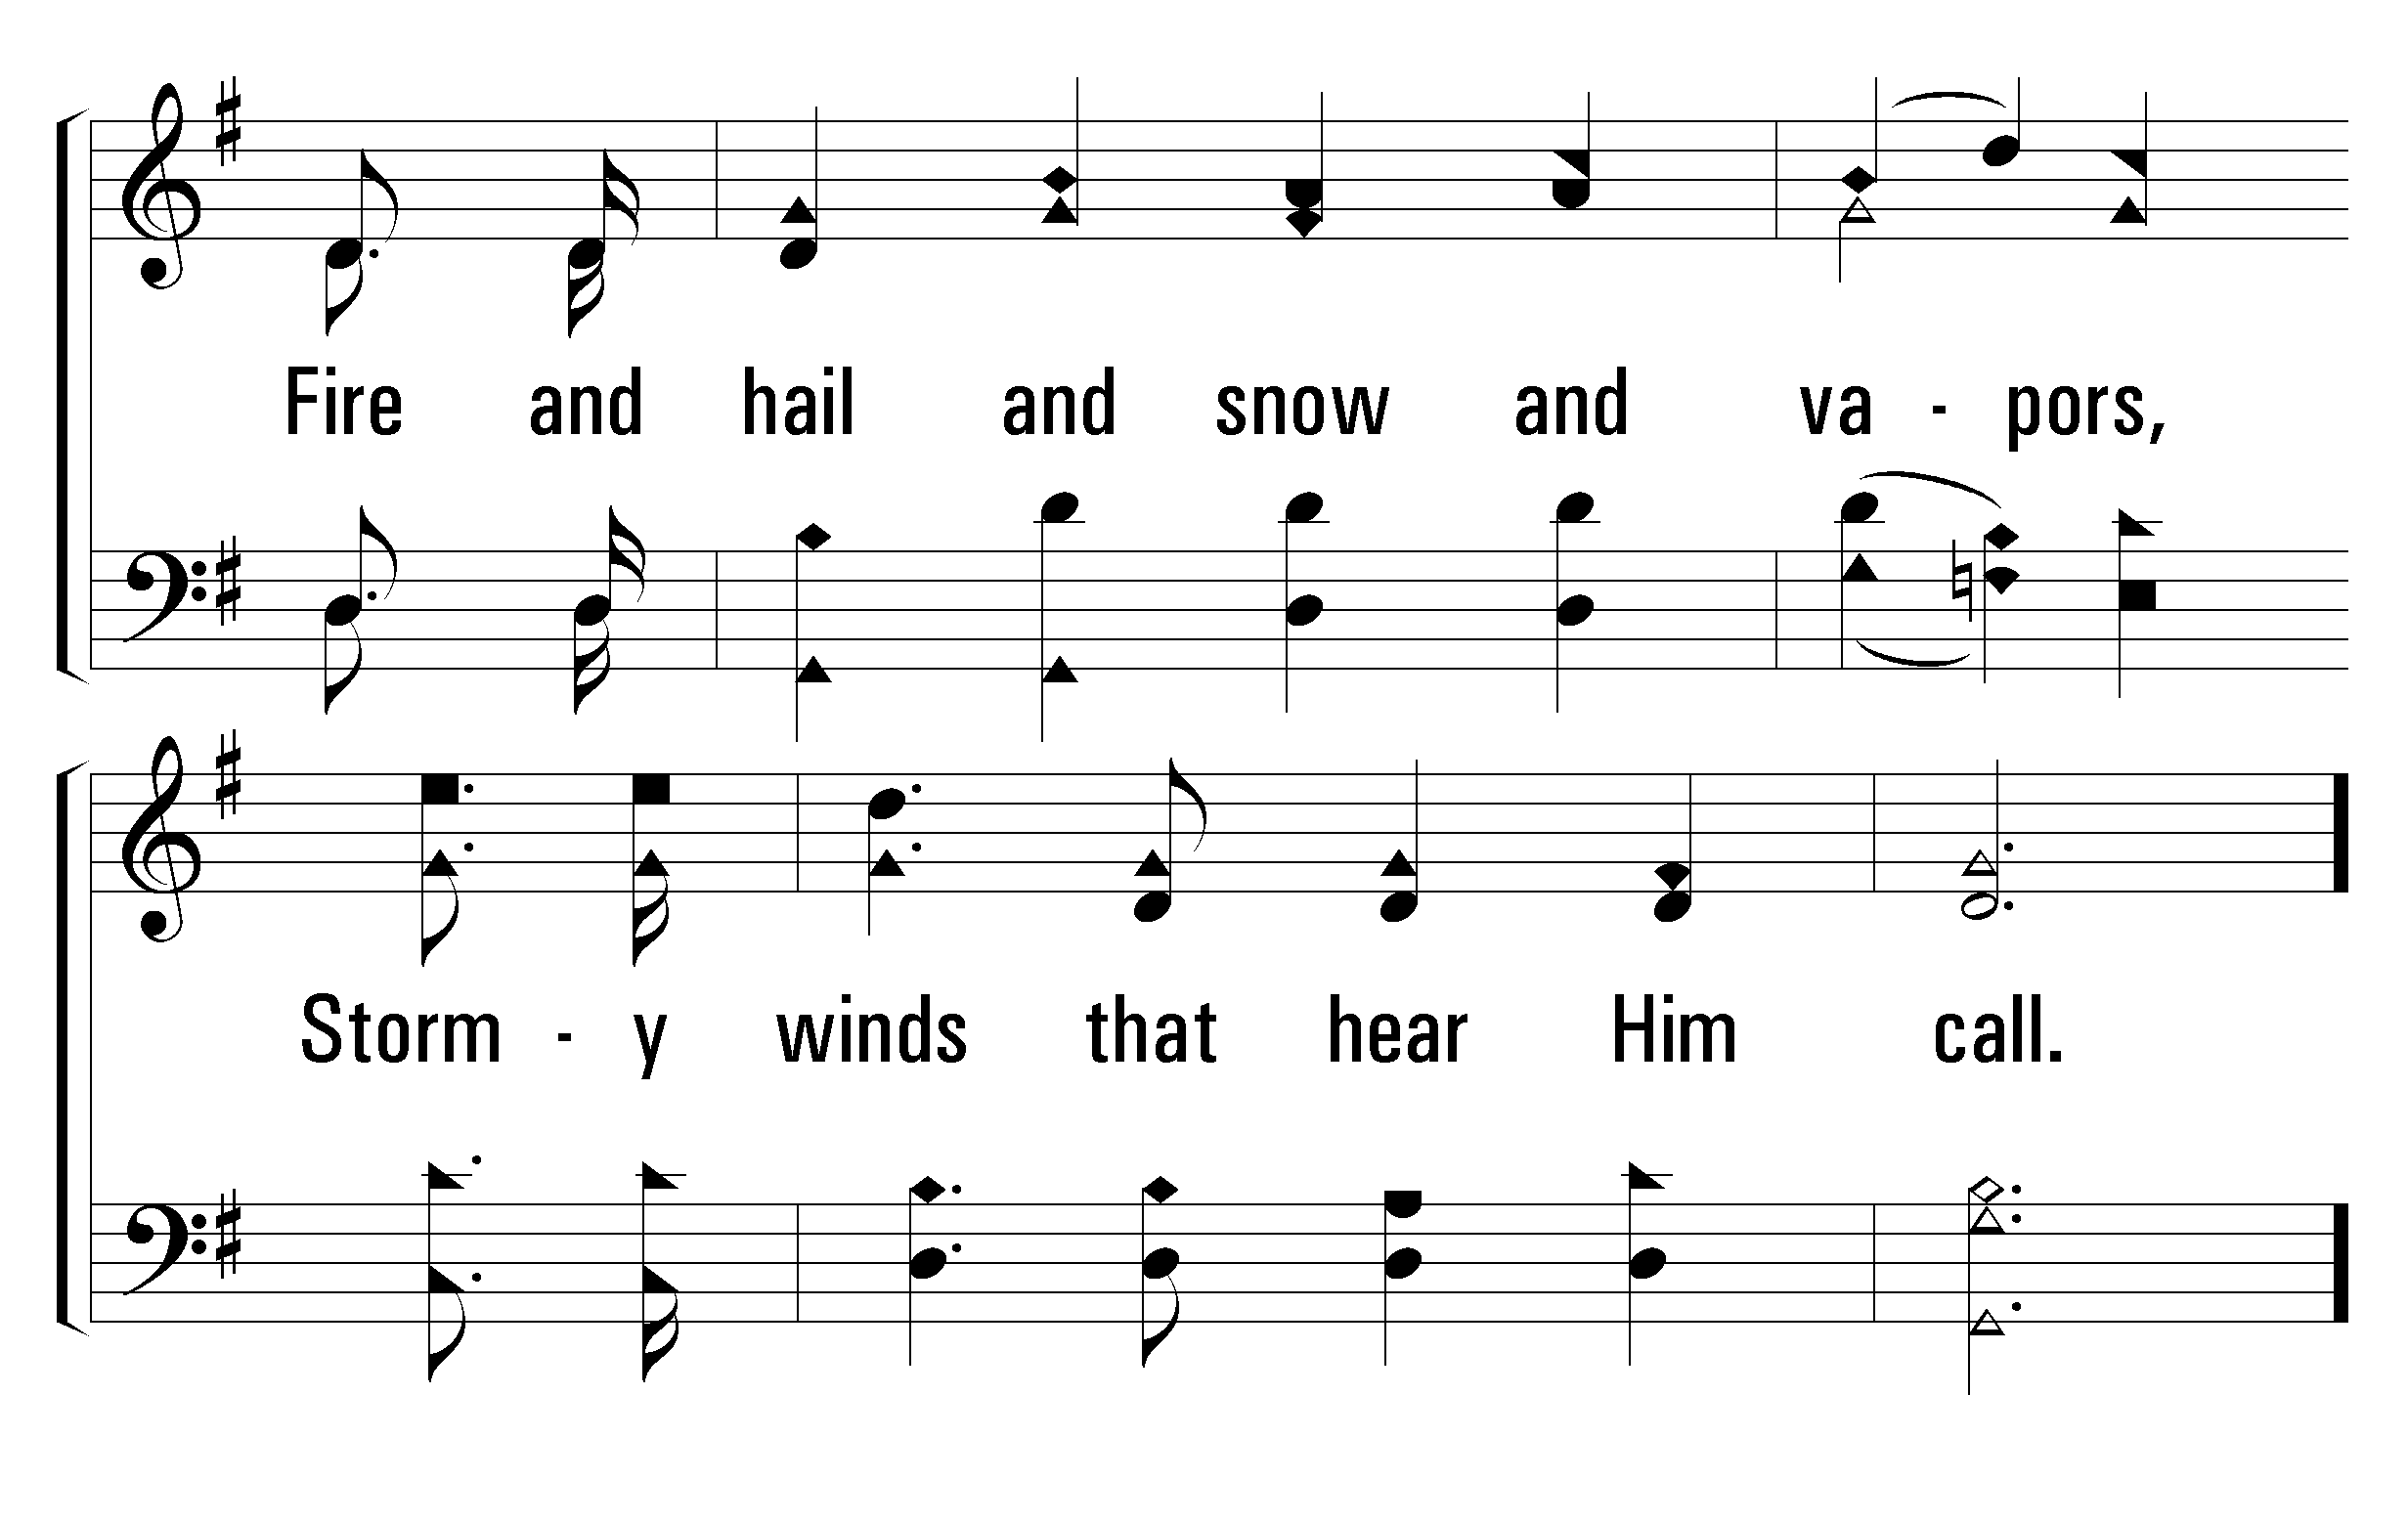 Fire and hail and snow and va - pors,
Storm - y winds that hear Him call.